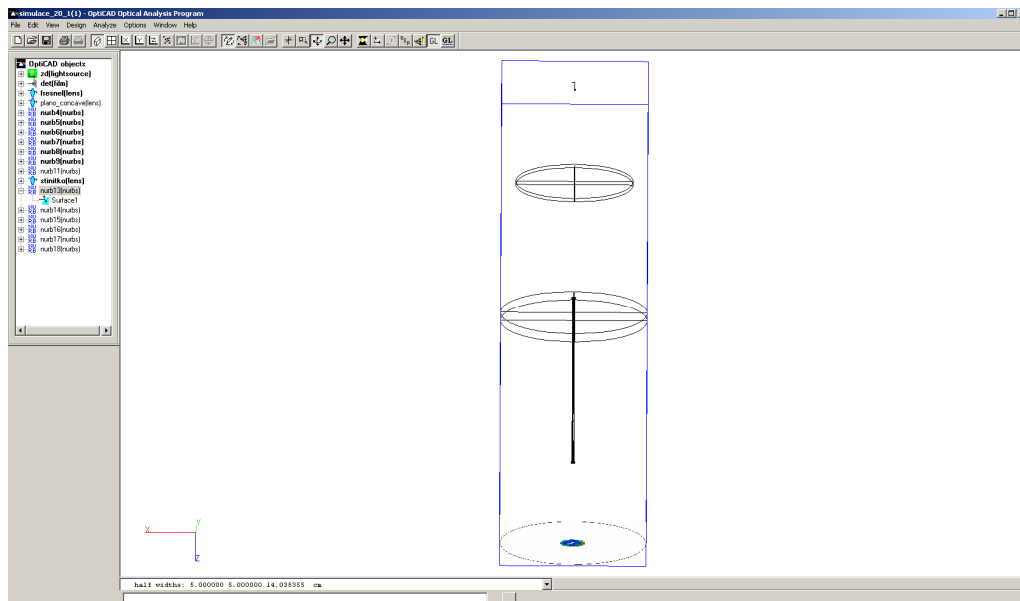 simulace_20_1(1) - OptiCAD Optical Analysis Program
File Edit View Design Analyze Options Window Help
GL GL
OptiCAD objects
zd(lightsource)
det(film)
fresnel(lens)
plano_concave(lens)
nurb4(nurbs)
nurb5(nurbs)
nurb6(nurbs)
nurb7(nurbs)
nurb8(nurbs)
nurb9(nurbs)
nurb11(nurbs)
stinitko(lens)
nurb13(nurbs)
Surface1
nurb14(nurbs)
nurb15(nurbs)
nurb16(nurbs)
nurb17(nurbs)
nurb18(nurbs)
X
Y
Z
half widths: 5.000000 5.000000 14.035355 cm